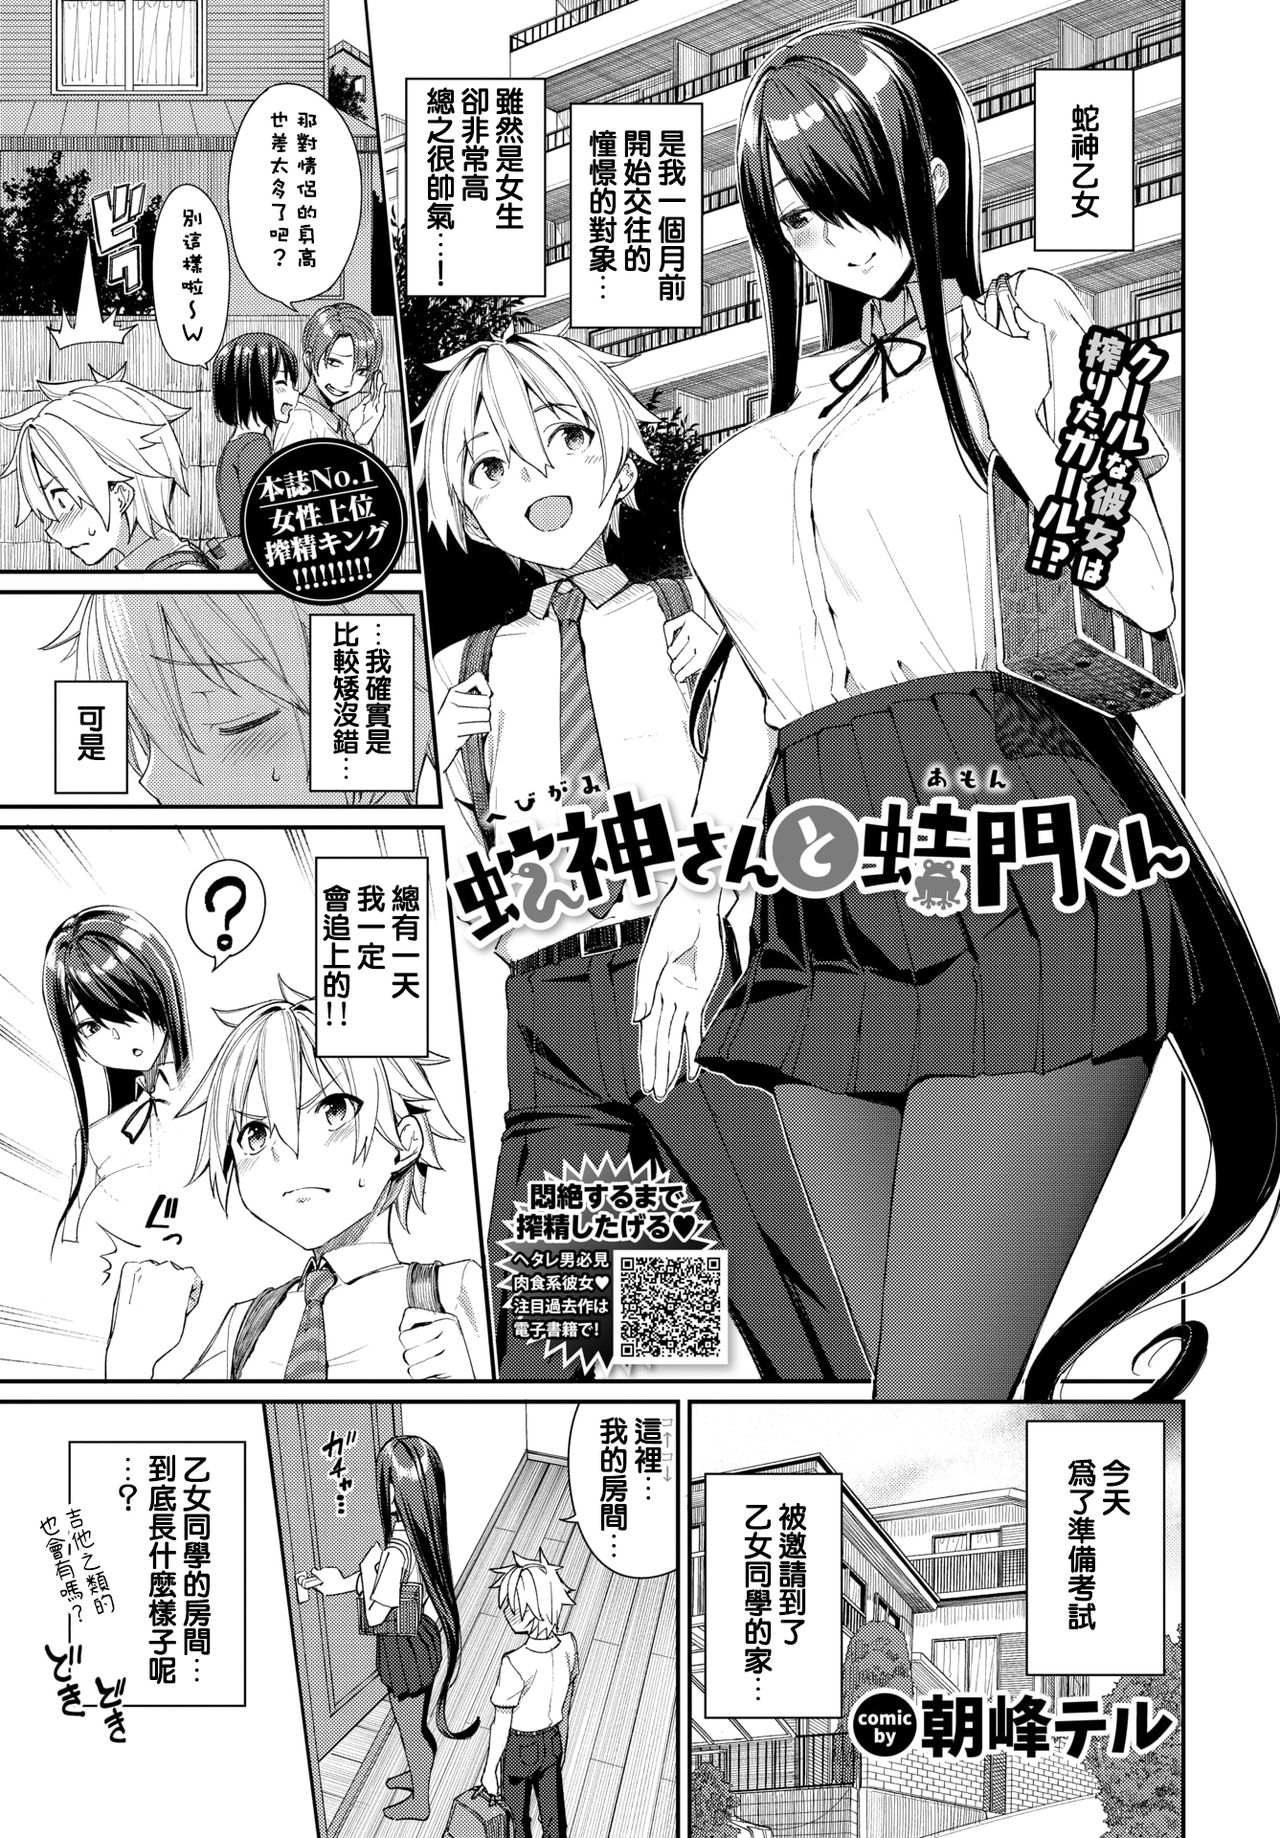 蛇神乙女
是我一個月前
開始交往的
憧憬的對象…
雖然是女生
卻非常高
總之很帥氣…！
クールな彼女は
搾りたガール!?
へびがみ
あもん
蛇神さんと蛙門くん
悶絶するまで
搾精したげる♥
ヘタレ男必見
肉食系彼女♥
注目過去作は
電子書籍で!
那對情侶的身高
也差太多了吧？
別這樣啦～W
ビクッ
本誌No.1
女性上位
搾精キング
!!!!!!!!!!
…我確實是
比較矮沒錯…
可是
總有一天
我一定
會追上的!!
？
ぐっ
今天
為了準備考試
被邀請到了
乙女同學的家…
comic by 朝峰テル
這裡…
我的房間…
コ↑コ↓
ガチャ…
乙女同學的房間…
到底長什麼樣子呢
…？
吉他之類的
也會有嗎？
どき
どき